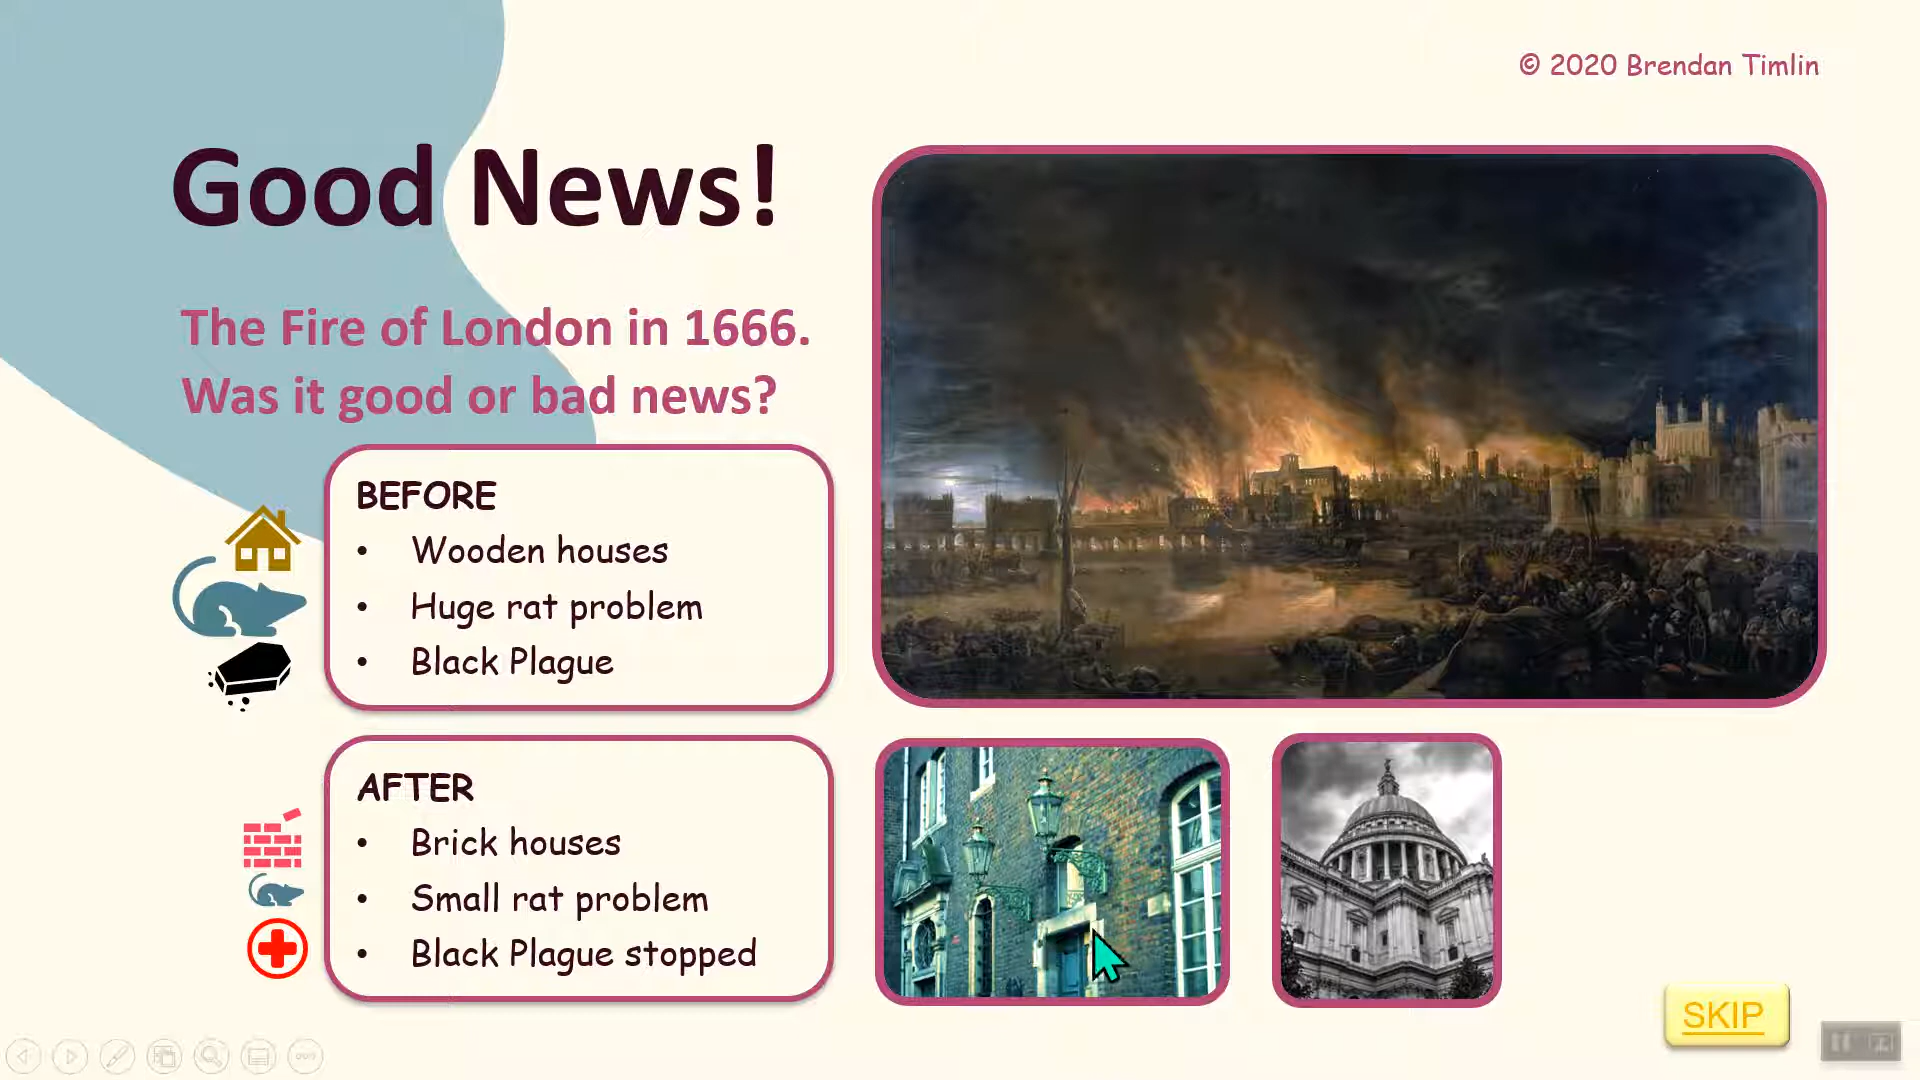 © 2020 Brendan Timlin
Good News!
The Fire of London in 1666.
Was it good or bad news?
BEFORE
• Wooden houses
• Huge rat problem
• Black Plague
AFTER
• Brick houses
• Small rat problem
• Black Plague stopped
SKIP